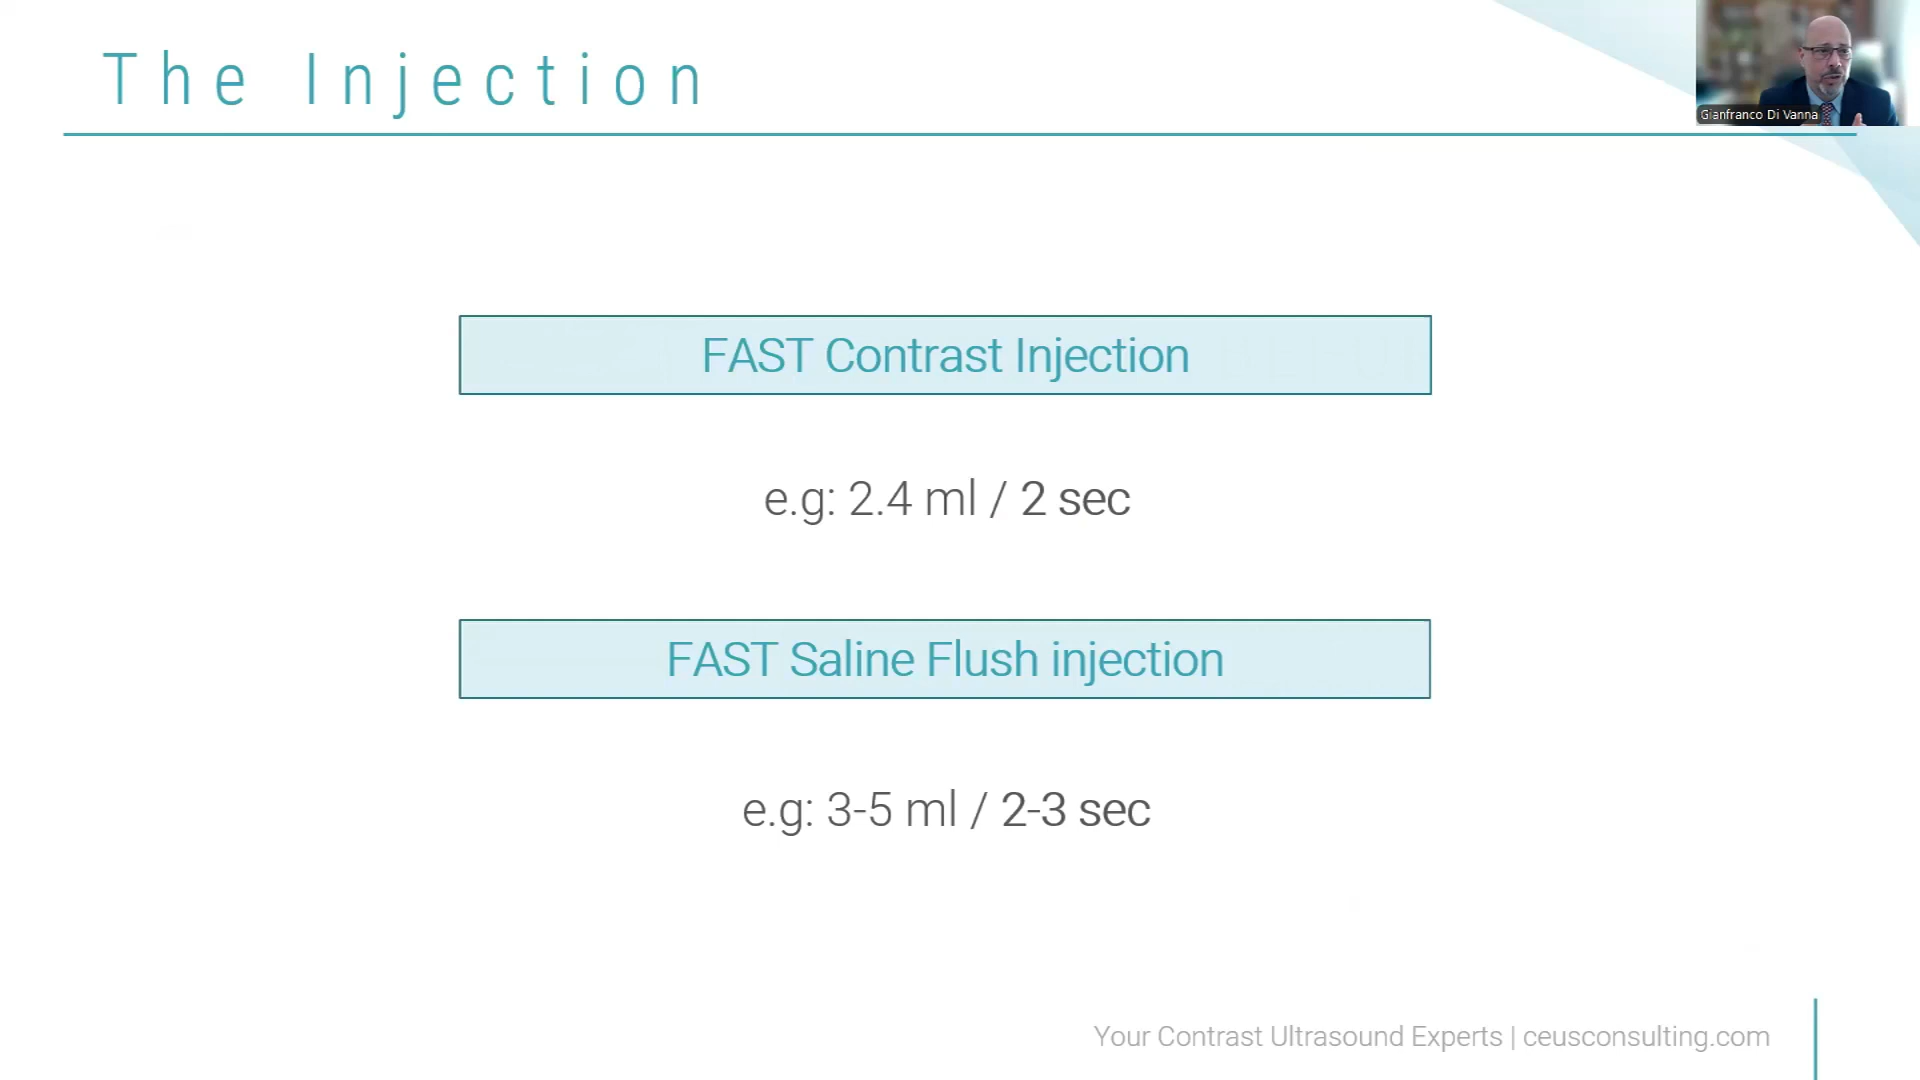 The Injection
Gianfranco Di Vanna
FAST Contrast Injection
e.g: 2.4 ml / 2 sec
FAST Saline Flush injection
e.g: 3-5 ml / 2-3 sec
Your Contrast Ultrasound Experts | ceusconsulting.com